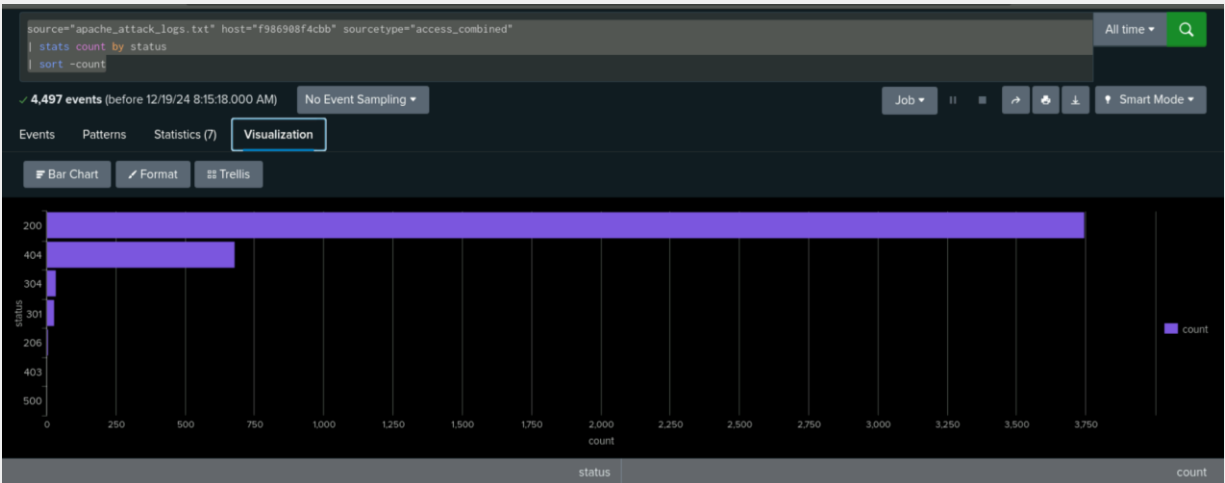 source="apache_attack_logs.txt" host="f986908f4cbb" sourcetype="access_combined"
| stats count by status
| sort -count
All time
4,497 events (before 12/19/24 8:15:18.000 AM)
No Event Sampling
Job
Smart Mode
Events
Patterns
Statistics (7)
Visualization
Bar Chart
Format
Trellis
200
404
304
301
206
403
500
status
0
250
500
750
1,000
1,250
1,500
1,750
2,000
2,250
2,500
2,750
3,000
3,250
3,500
3,750
count
count
status
count